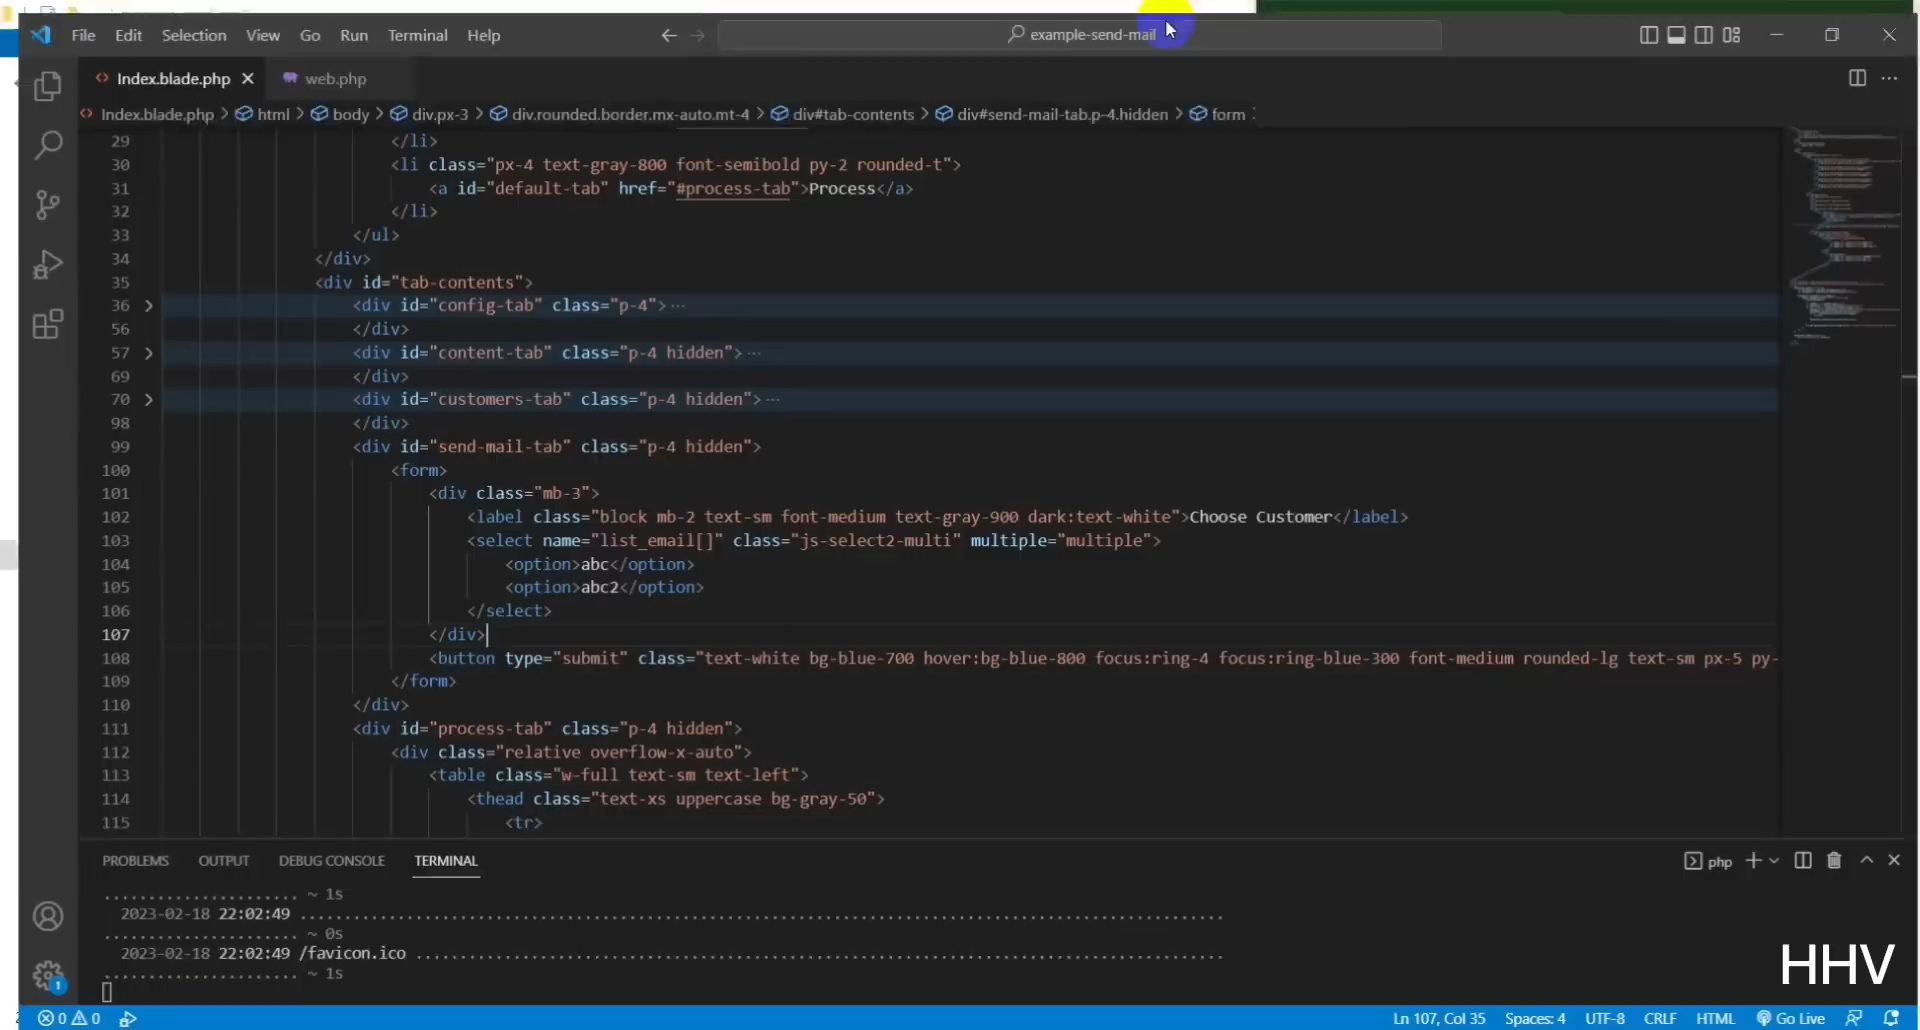 File Edit Selection View Go Run Terminal Help
example-send-mail
Index.blade.php
web.php
Index.blade.php > html > body > div.px-3 > div.rounded.border.mx-auto.mt-4 > div#tab-contents > div#send-mail-tab.p-4.hidden > form
29 </li>
30 <li class="px-4 text-gray-800 font-semibold py-2 rounded-t">
31 <a id="default-tab" href="#process-tab">Process</a>
32 </li>
33 </ul>
34 </div>
35 <div id="tab-contents">
36 <div id="config-tab" class="p-4"> ...
56 </div>
57 <div id="content-tab" class="p-4 hidden"> ...
69 </div>
70 <div id="customers-tab" class="p-4 hidden"> ...
98 </div>
99 <div id="send-mail-tab" class="p-4 hidden">
100 <form>
101 <div class="mb-3">
102 <label class="block mb-2 text-sm font-medium text-gray-900 dark:text-white">Choose Customer</label>
103 <select name="list_email[]" class="js-select2-multi" multiple="multiple">
104 <option>abc</option>
105 <option>abc2</option>
106 </select>
107 </div>
108 <button type="submit" class="text-white bg-blue-700 hover:bg-blue-800 focus:ring-4 focus:ring-blue-300 font-medium rounded-lg text-sm px-5 py-
109 </form>
110 </div>
111 <div id="process-tab" class="p-4 hidden">
112 <div class="relative overflow-x-auto">
113 <table class="w-full text-sm text-left">
114 <thead class="text-xs uppercase bg-gray-50">
115 <tr>
PROBLEMS OUTPUT DEBUG CONSOLE TERMINAL
php
..................... ~ 1s
2023-02-18 22:02:49 ....................................................................................................
..................... ~ 0s
2023-02-18 22:02:49 /favicon.ico ........................................................................................
..................... ~ 1s
HHV
1
0 0
Ln 107, Col 35 Spaces: 4 UTF-8 CRLF HTML Go Live